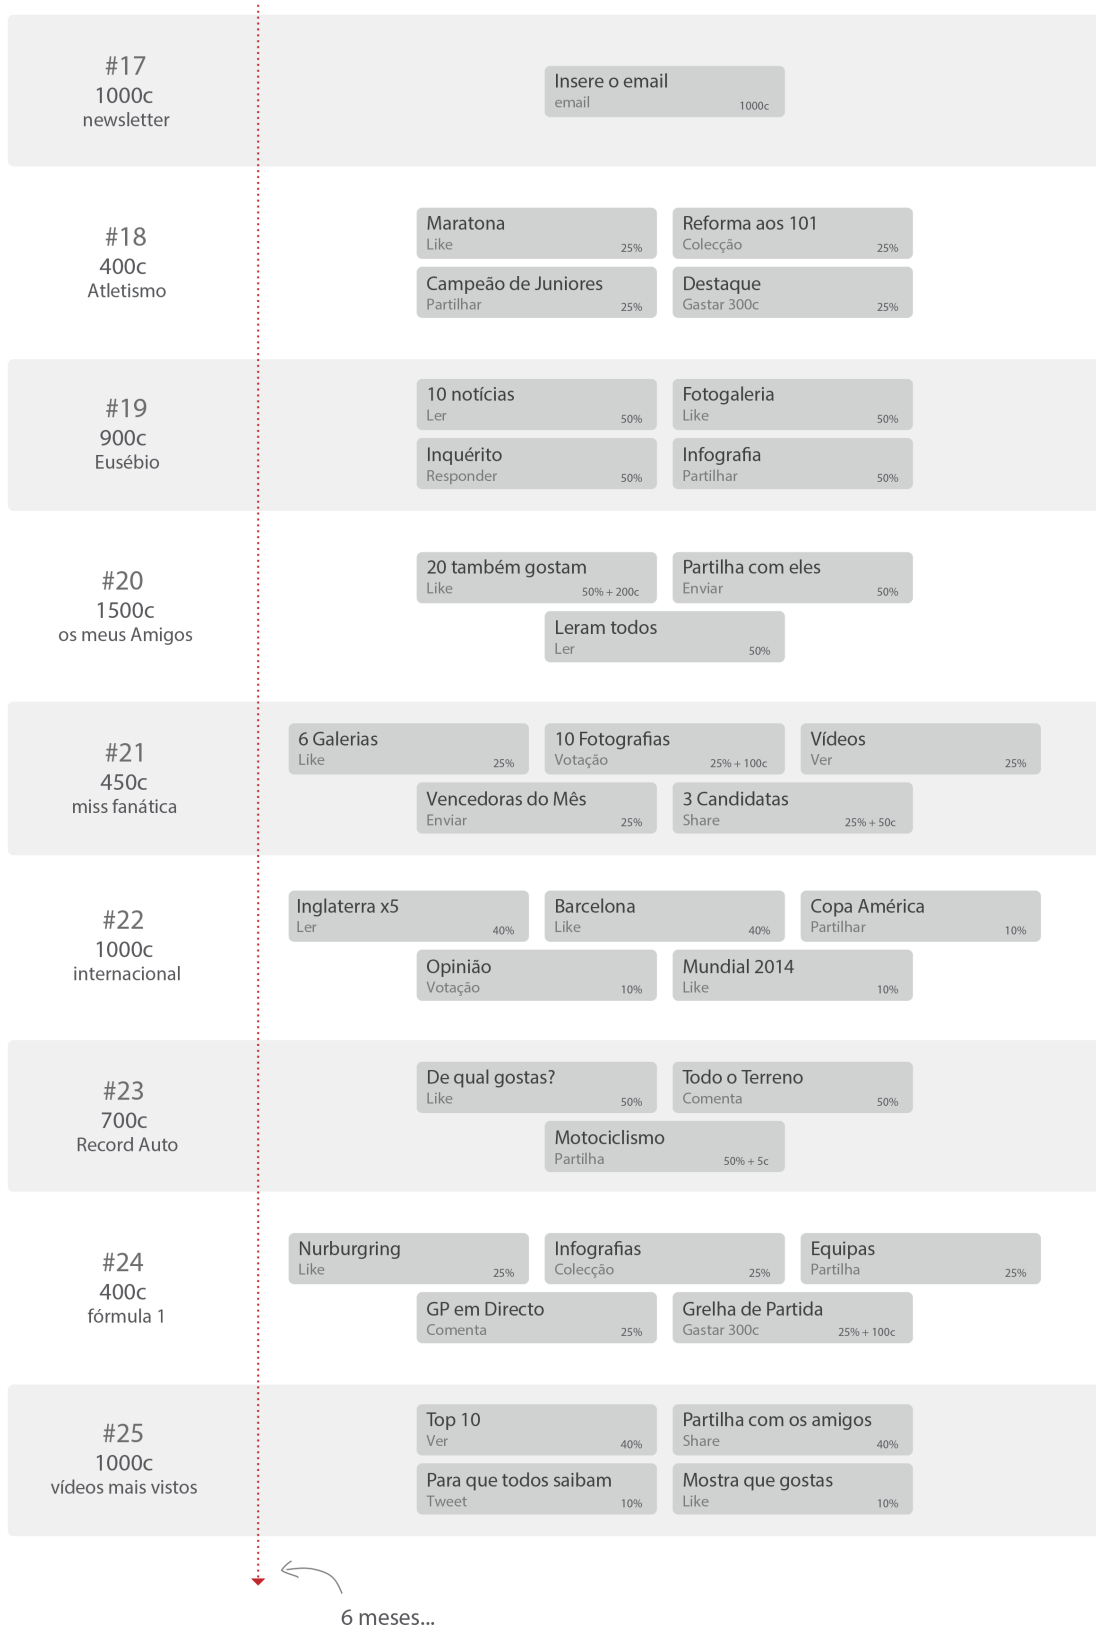 #17
1000c
newsletter
Insere o email
email
1000c
#18
400c
Atletismo
Maratona
Like
25%
Reforma aos 101
Colecção
25%
Campeão de Juniores
Partilhar
25%
Destaque
Gastar 300c
25%
#19
900c
Eusébio
10 notícias
Ler
50%
Fotogaleria
Like
50%
Inquérito
Responder
50%
Infografia
Partilhar
50%
#20
1500c
os meus Amigos
20 também gostam
Like
50% + 200c
Partilha com eles
Enviar
50%
Leram todos
Ler
50%
#21
450c
miss fanática
6 Galerias
Like
25%
10 Fotografias
Votação
25% + 100c
Vídeos
Ver
25%
Vencedoras do Mês
Enviar
25%
3 Candidatas
Share
25% + 50c
#22
1000c
internacional
Inglaterra x5
Ler
40%
Barcelona
Like
40%
Copa América
Partilhar
10%
Opinião
Votação
10%
Mundial 2014
Like
10%
#23
700c
Record Auto
De qual gostas?
Like
50%
Todo o Terreno
Comenta
50%
Motociclismo
Partilha
50% + 5c
#24
400c
fórmula 1
Nurburgring
Like
25%
Infografias
Colecção
25%
Equipas
Partilha
25%
GP em Directo
Comenta
25%
Grelha de Partida
Gastar 300c
25% + 100c
#25
1000c
vídeos mais vistos
Top 10
Ver
40%
Partilha com os amigos
Share
40%
Para que todos saibam
Tweet
10%
Mostra que gostas
Like
10%
6 meses...